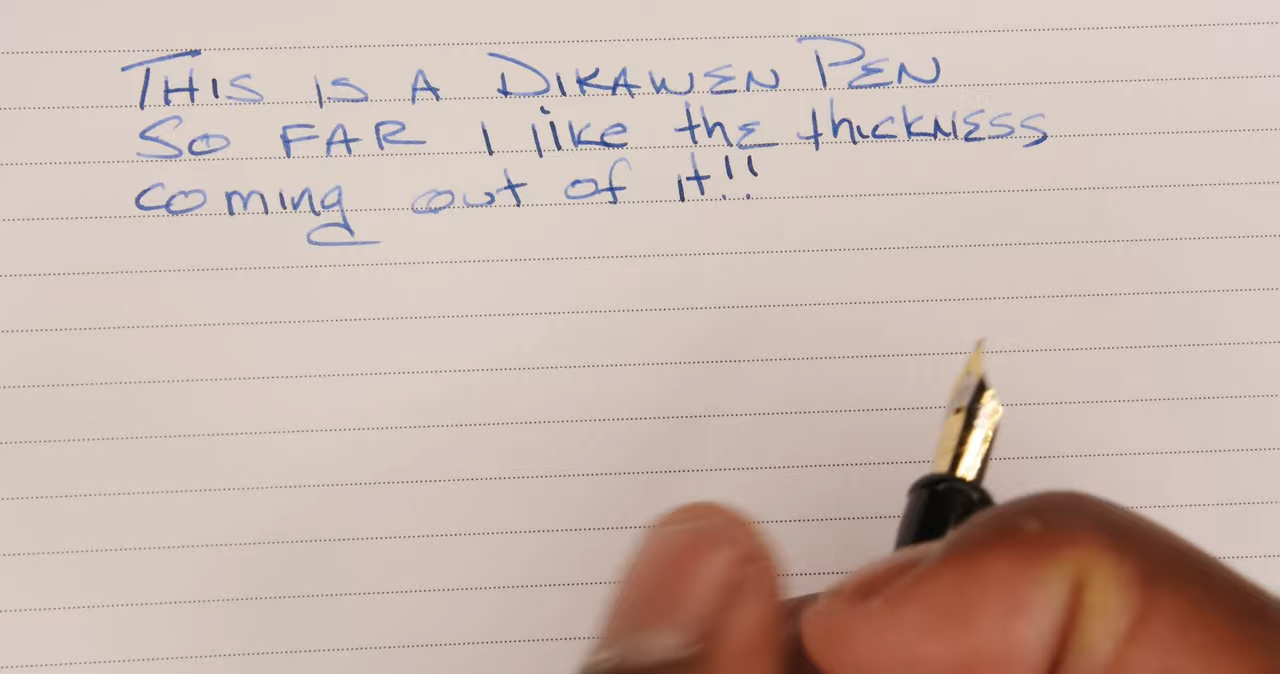 THIS IS A DIKAWEN PEN
SO FAR I like the thickNESS
coming out of it!!